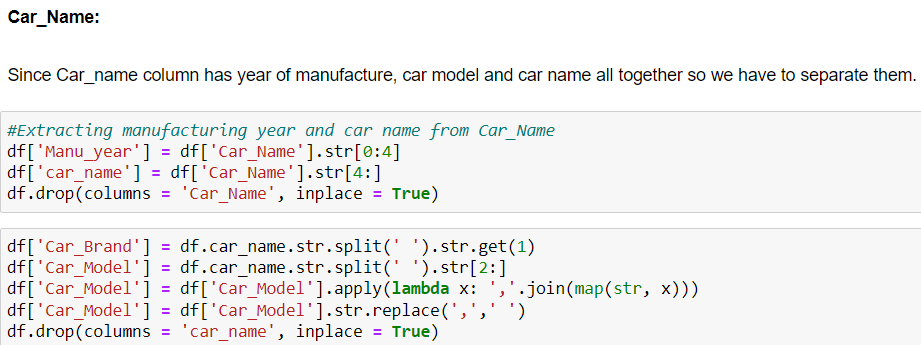 Car_Name:
Since Car_name column has year of manufacture, car model and car name all together so we have to separate them.
#Extracting manufacturing year and car name from Car_Name
df['Manu_year'] = df['Car_Name'].str[0:4]
df['car_name'] = df['Car_Name'].str[4:]
df.drop(columns = 'Car_Name', inplace = True)
df['Car_Brand'] = df.car_name.str.split(' ').str.get(1)
df['Car_Model'] = df.car_name.str.split(' ').str[2:]
df['Car_Model'] = df['Car_Model'].apply(lambda x: ','.join(map(str, x)))
df['Car_Model'] = df['Car_Model'].str.replace(',',' ')
df.drop(columns = 'car_name', inplace = True)